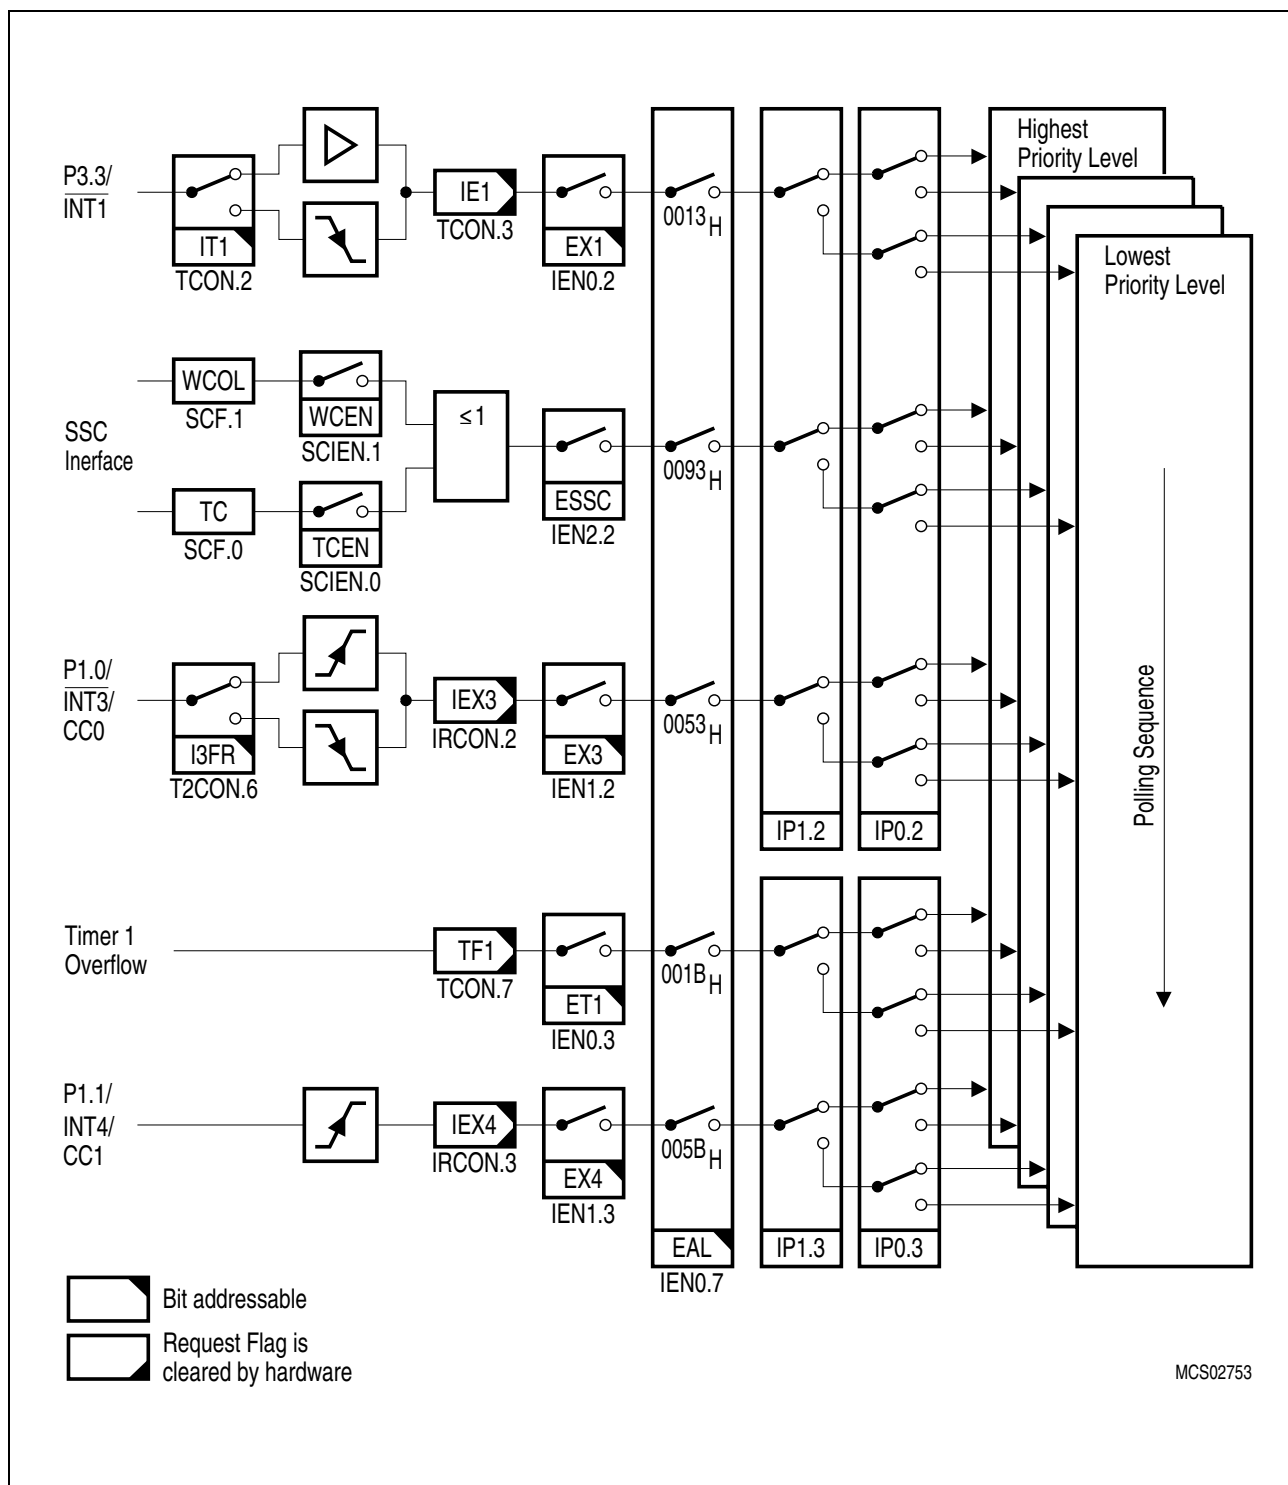 Highest
Priority Level
Lowest
Priority Level
P3.3/
INT1
IT1
TCON.2
IE1
TCON.3
EX1
IEN0.2
0013H
SSC
Inerface
WCOL
SCF.1
WCEN
SCIEN.1
TC
SCF.0
TCEN
SCIEN.0
≤ 1
ESSC
IEN2.2
0093H
P1.0/
INT3/
CC0
I3FR
T2CON.6
IEX3
IRCON.2
EX3
IEN1.2
0053H
IP1.2
IP0.2
Polling Sequence
Timer 1
Overflow
TF1
TCON.7
ET1
IEN0.3
001BH
P1.1/
INT4/
CC1
IEX4
IRCON.3
EX4
IEN1.3
005BH
EAL
IEN0.7
IP1.3
IP0.3
Bit addressable
Request Flag is
cleared by hardware
MCS02753